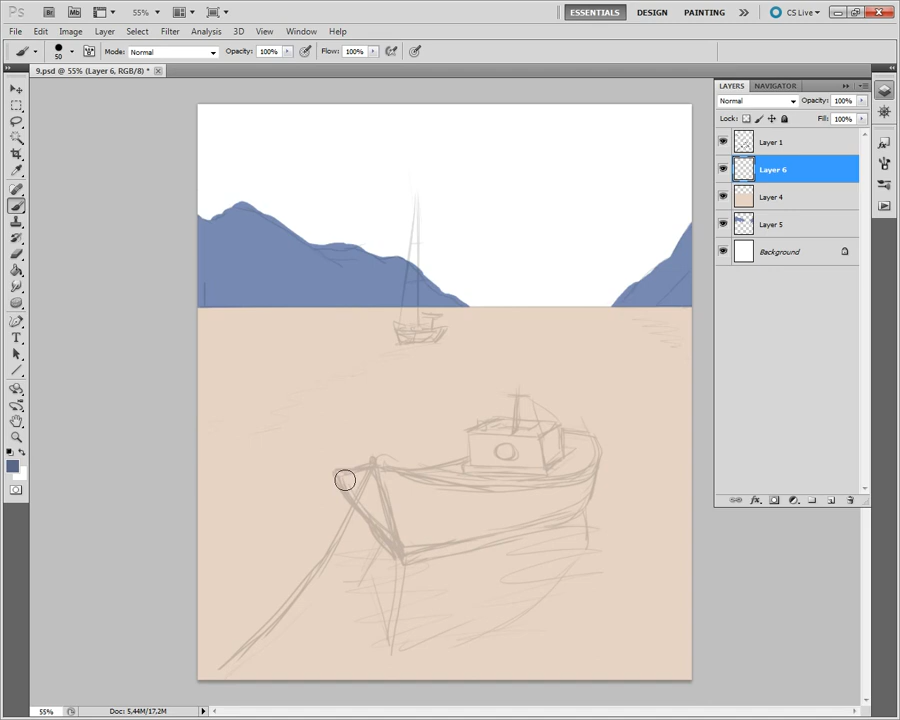 Ps Br Mb 55% ESSENTIALS DESIGN PAINTING CS Live
File Edit Image Layer Select Filter Analysis 3D View Window Help
50 Mode: Normal Opacity: 100% Flow: 100%
9.psd @ 55% (Layer 6, RGB/8) *
LAYERS NAVIGATOR
Normal Opacity: 100%
Lock: Fill: 100%
Layer 1
Layer 6
Layer 4
Layer 5
Background
T
fx
55% Doc: 5,44M/17,2M